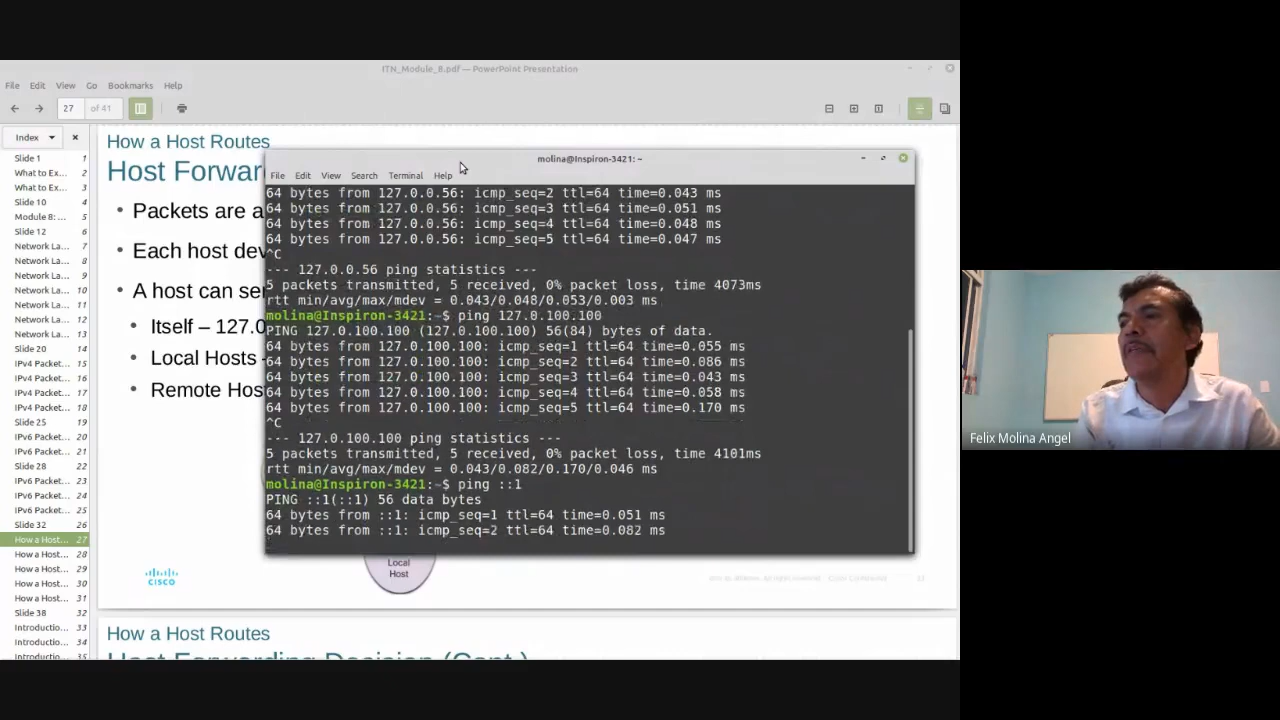 ITN_Module_8.pdf — PowerPoint Presentation
File Edit View Go Bookmarks Help
27 of 41
Index
Slide 1 1
What to Ex... 2
What to Ex... 3
Slide 10 4
Module 8: ... 5
Slide 12 6
Network La... 7
Network La... 8
Network La... 9
Network La... 10
Network La... 11
Network La... 12
Network La... 13
Slide 20 14
IPv4 Packet... 15
IPv4 Packet... 16
IPv4 Packet... 17
IPv4 Packet... 18
Slide 25 19
IPv6 Packet... 20
IPv6 Packet... 21
Slide 28 22
IPv6 Packet... 23
IPv6 Packet... 24
IPv6 Packet... 25
Slide 32 26
How a Host... 27
How a Host... 28
How a Host... 29
How a Host... 30
How a Host... 31
Slide 38 32
Introductio... 33
Introductio... 34
Introductio... 35
How a Host Routes
Host Forwar
• Packets are a
• Each host dev
• A host can se
• Itself – 127.0
• Local Hosts -
• Remote Host
molina@Inspiron-3421: ~
File Edit View Search Terminal Help
64 bytes from 127.0.0.56: icmp_seq=2 ttl=64 time=0.043 ms
64 bytes from 127.0.0.56: icmp_seq=3 ttl=64 time=0.051 ms
64 bytes from 127.0.0.56: icmp_seq=4 ttl=64 time=0.048 ms
64 bytes from 127.0.0.56: icmp_seq=5 ttl=64 time=0.047 ms
^C
--- 127.0.0.56 ping statistics ---
5 packets transmitted, 5 received, 0% packet loss, time 4073ms
rtt min/avg/max/mdev = 0.043/0.048/0.053/0.003 ms
molina@Inspiron-3421:~$ ping 127.0.100.100
PING 127.0.100.100 (127.0.100.100) 56(84) bytes of data.
64 bytes from 127.0.100.100: icmp_seq=1 ttl=64 time=0.055 ms
64 bytes from 127.0.100.100: icmp_seq=2 ttl=64 time=0.086 ms
64 bytes from 127.0.100.100: icmp_seq=3 ttl=64 time=0.043 ms
64 bytes from 127.0.100.100: icmp_seq=4 ttl=64 time=0.058 ms
64 bytes from 127.0.100.100: icmp_seq=5 ttl=64 time=0.170 ms
^C
--- 127.0.100.100 ping statistics ---
5 packets transmitted, 5 received, 0% packet loss, time 4101ms
rtt min/avg/max/mdev = 0.043/0.082/0.170/0.046 ms
molina@Inspiron-3421:~$ ping ::1
PING ::1(::1) 56 data bytes
64 bytes from ::1: icmp_seq=1 ttl=64 time=0.051 ms
64 bytes from ::1: icmp_seq=2 ttl=64 time=0.082 ms
Local
Host
CISCO
How a Host Routes
Host Forwarding Decision (Cont.)
Felix Molina Angel